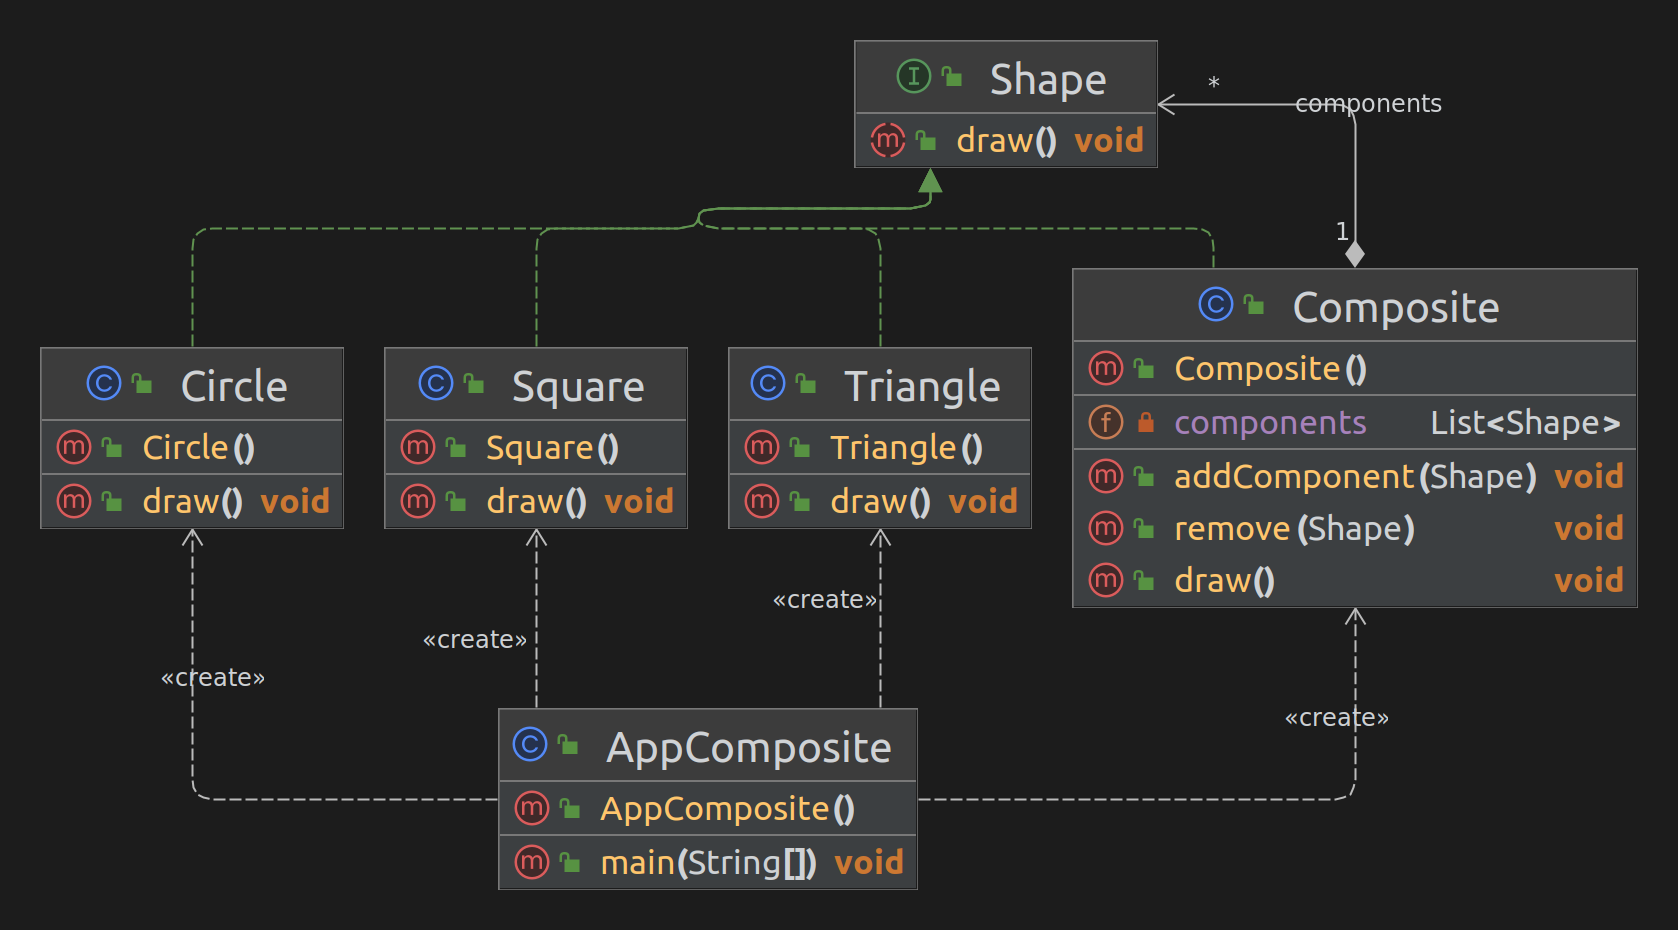 I Shape
m draw() void
*
components
1
C Composite
m Composite()
f components List<Shape>
m addComponent(Shape) void
m remove(Shape) void
m draw() void
C Circle
m Circle()
m draw() void
C Square
m Square()
m draw() void
C Triangle
m Triangle()
m draw() void
«create»
«create»
«create»
«create»
C AppComposite
m AppComposite()
m main(String[]) void